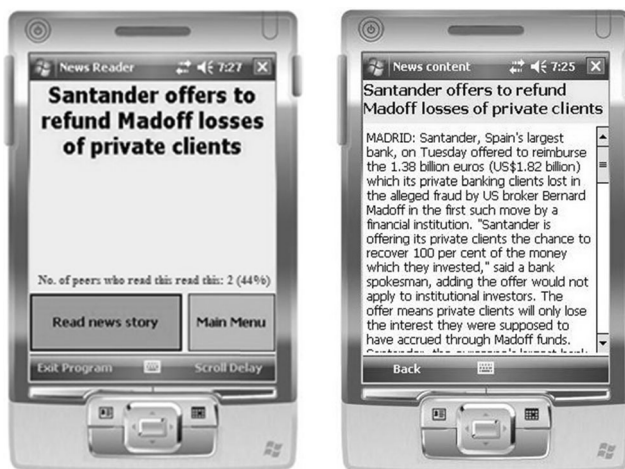 News Reader 7:27
Santander offers to
refund Madoff losses
of private clients
No. of peers who read this read this: 2 (44%)
Read news story
Main Menu
Exit Program
Scroll Delay
News content 7:25
Santander offers to refund
Madoff losses of private clients
MADRID: Santander, Spain's largest
bank, on Tuesday offered to reimburse
the 1.38 billion euros (US$1.82 billion)
which its private banking clients lost in
the alleged fraud by US broker Bernard
Madoff in the first such move by a
financial institution. "Santander is
offering its private clients the chance to
recover 100 per cent of the money
which they invested," said a bank
spokesman, adding the offer would not
apply to institutional investors. The
offer means private clients will only lose
the interest they were supposed to
have accrued through Madoff funds.
Back